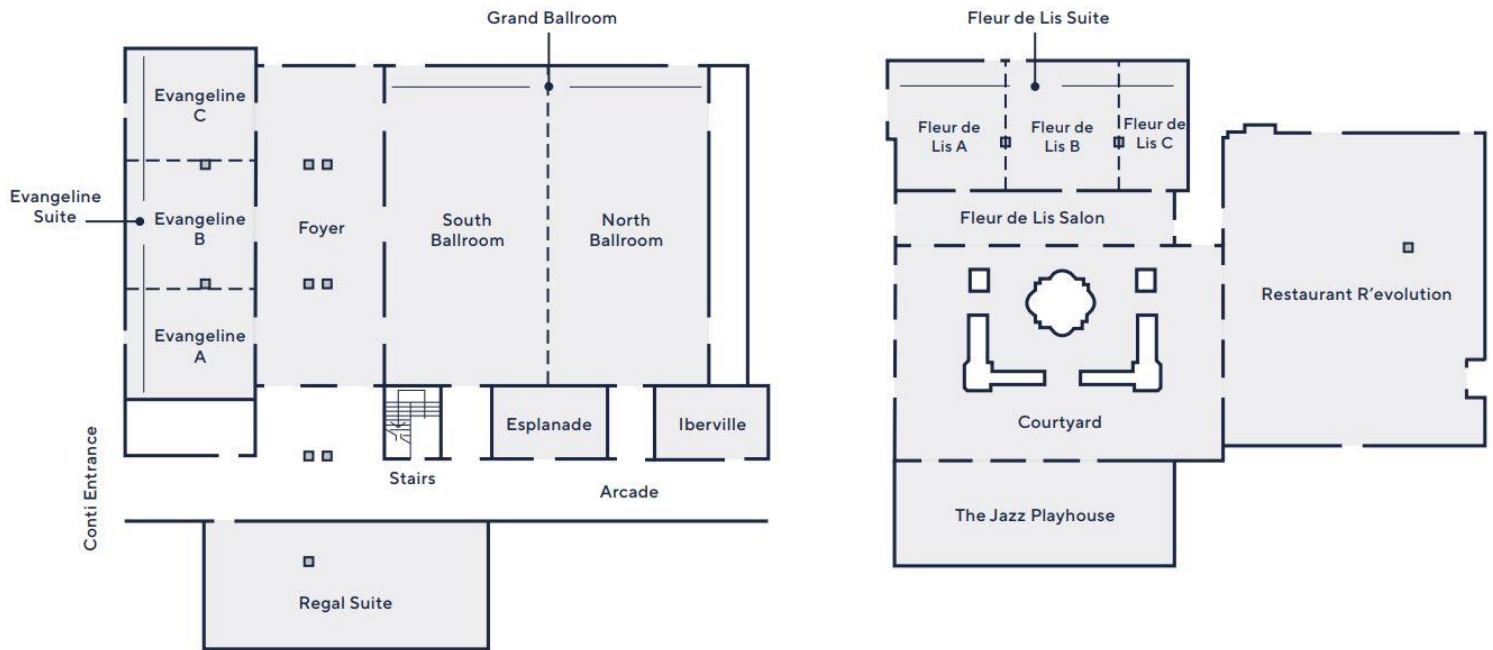 Grand Ballroom
Fleur de Lis Suite
Evangeline
C
Fleur de
Lis A
Fleur de
Lis B
Fleur de
Lis C
Evangeline
Suite
Evangeline
B
Foyer
South
Ballroom
North
Ballroom
Fleur de Lis Salon
Restaurant R’evolution
Evangeline
A
Esplanade
Iberville
Courtyard
Conti Entrance
Stairs
Arcade
The Jazz Playhouse
Regal Suite